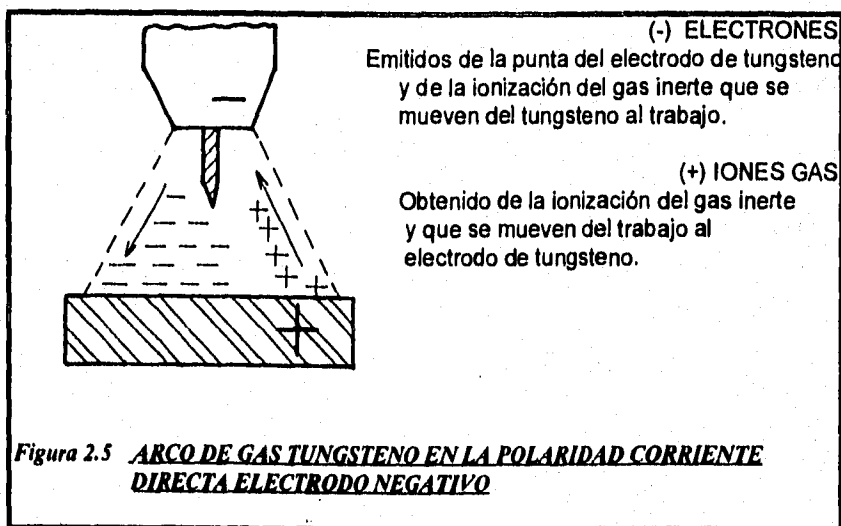 (-) ELECTRONES
Emitidos de la punta del electrodo de tungsteno
y de la ionización del gas inerte que se
mueven del tungsteno al trabajo.
(+) IONES GAS
Obtenido de la ionización del gas inerte
y que se mueven del trabajo al
electrodo de tungsteno.
Figura 2.5 ARCO DE GAS TUNGSTENO EN LA POLARIDAD CORRIENTE
DIRECTA ELECTRODO NEGATIVO